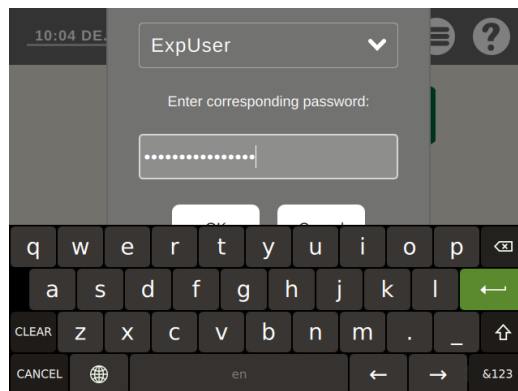 10:04 DE.
ExpUser
?
Enter corresponding password:
••••••••••••••••
q w e r t y u i o p
a s d f g h j k l
CLEAR z x c v b n m . _
CANCEL en ← → &123